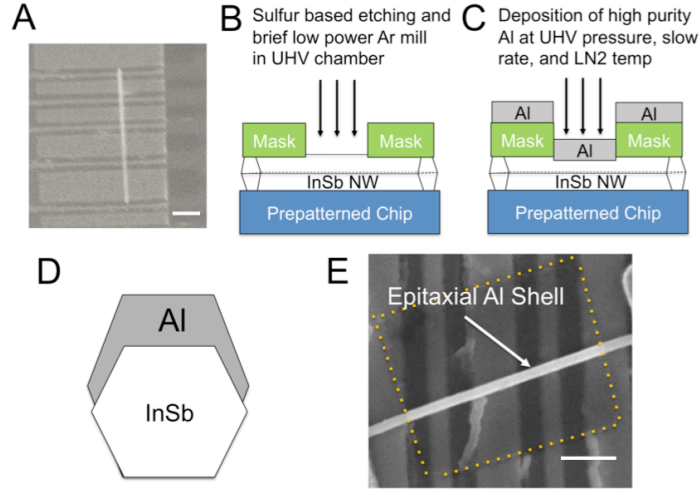 A
B
Sulfur based etching and
brief low power Ar mill
in UHV chamber
Mask
Mask
InSb NW
Prepatterned Chip
C
Deposition of high purity
Al at UHV pressure, slow
rate, and LN2 temp
Al
Al
Mask
Al
Mask
InSb NW
Prepatterned Chip
D
Al
InSb
E
Epitaxial Al Shell